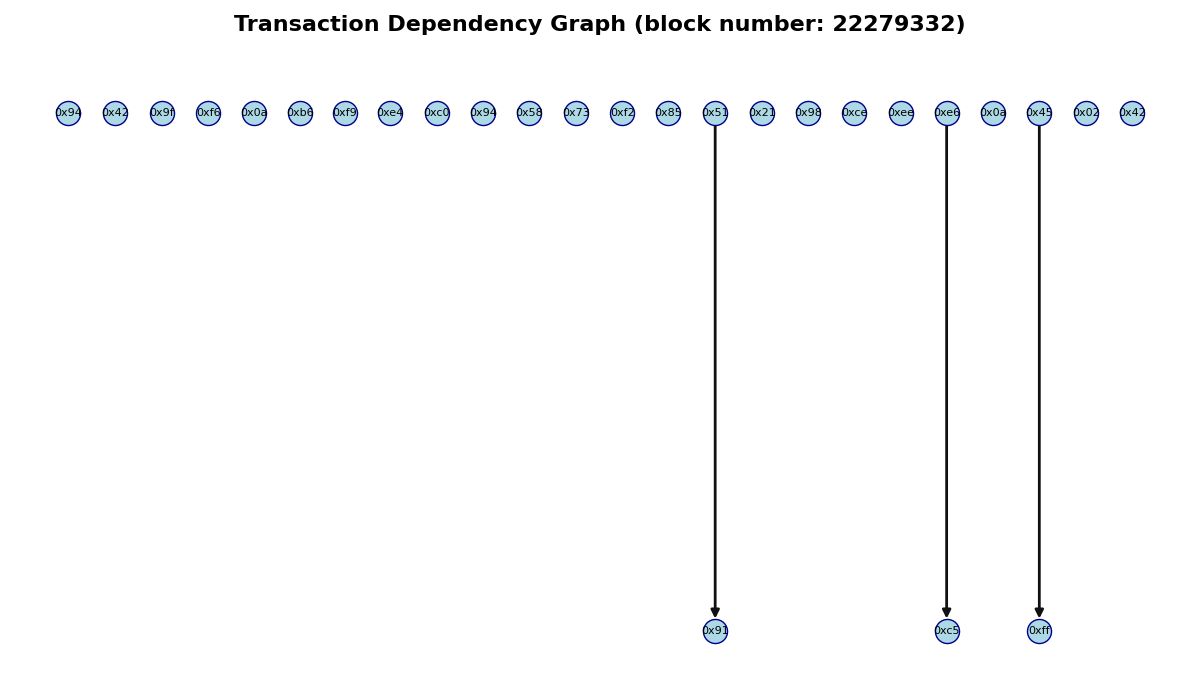 Transaction Dependency Graph (block number: 22279332)
0x94 0x42 0x9f 0xf6 0x0a 0xb6 0xf9 0xe4 0xc0 0x94 0x58 0x73 0xf2 0x85 0x51 0x21 0x98 0xce 0xee 0xe6 0x0a 0x45 0x02 0x42
0x91 0xc5 0xff